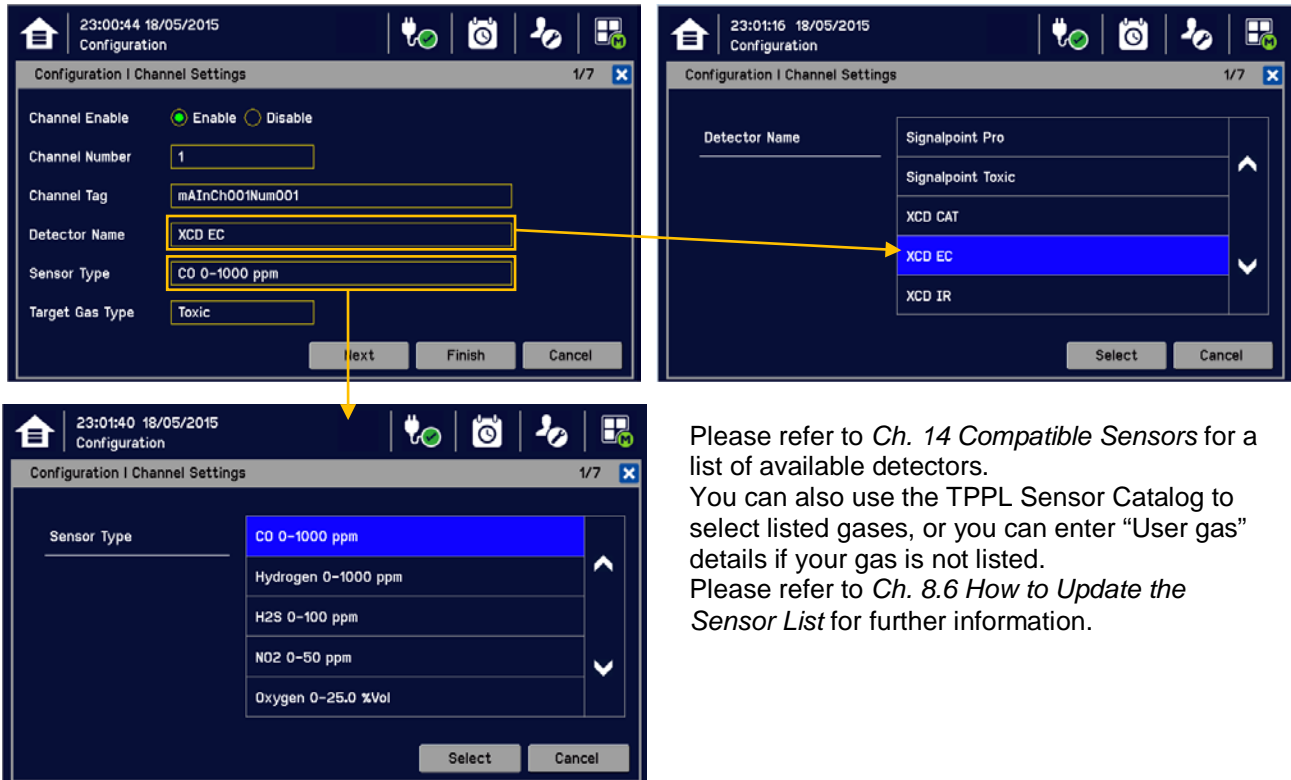 23:00:44 18/05/2015
Configuration
Configuration | Channel Settings 1/7
Channel Enable Enable Disable
Channel Number 1
Channel Tag mAInCh001Num001
Detector Name XCD EC
Sensor Type CO 0-1000 ppm
Target Gas Type Toxic
Next Finish Cancel
23:01:16 18/05/2015
Configuration
Configuration | Channel Settings 1/7
Detector Name Signalpoint Pro
Signalpoint Toxic
XCD CAT
XCD EC
XCD IR
Select Cancel
23:01:40 18/05/2015
Configuration
Configuration | Channel Settings 1/7
Sensor Type CO 0-1000 ppm
Hydrogen 0-1000 ppm
H2S 0-100 ppm
NO2 0-50 ppm
Oxygen 0-25.0 %Vol
Select Cancel
Please refer to Ch. 14 Compatible Sensors for a
list of available detectors.
You can also use the TPPL Sensor Catalog to
select listed gases, or you can enter “User gas”
details if your gas is not listed.
Please refer to Ch. 8.6 How to Update the
Sensor List for further information.